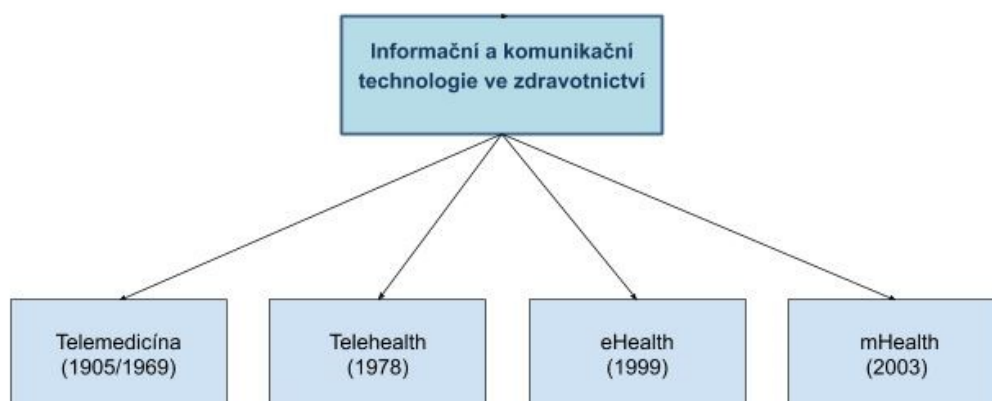 Informační a komunikační
technologie ve zdravotnictví
Telemedicína
(1905/1969)
Telehealth
(1978)
eHealth
(1999)
mHealth
(2003)